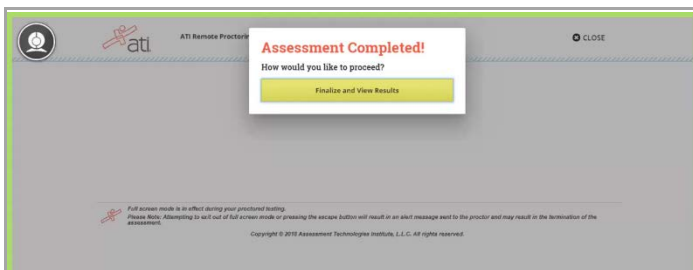 ati
ATI Remote Proctorin
CLOSE
Assessment Completed!
How would you like to proceed?
Finalize and View Results
Full screen mode is in effect during your proctored testing.
Please Note: Attempting to exit out of full screen mode or pressing the escape button will result in an alert message sent to the proctor and may result in the termination of the
assessment.
Copyright © 2015 Assessment Technologies Institute, L.L.C. All rights reserved.